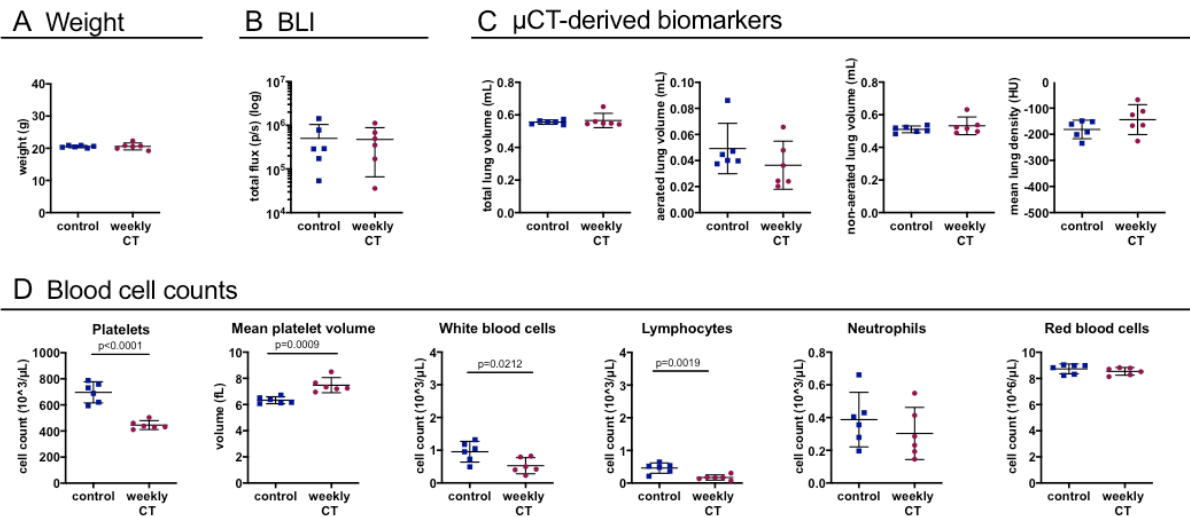 A Weight
B BLI
C µCT-derived biomarkers
weight (g)
40
30
20
10
0
control
weekly
CT
total flux (p/s) (log)
10^7
10^6
10^5
10^4
control
weekly
CT
total lung volume (mL)
0.8
0.6
0.4
0.2
0.0
control
weekly
CT
aerated lung volume (mL)
0.10
0.08
0.06
0.04
0.02
0.00
control
weekly
CT
non-aerated lung volume (mL)
0.8
0.6
0.4
0.2
0.0
control
weekly
CT
mean lung density (HU)
0
-100
-200
-300
-400
-500
control
weekly
CT
D Blood cell counts
Platelets
p<0.0001
cell count (10^3/µL)
1000
800
600
400
200
0
control
weekly
CT
Mean platelet volume
p=0.0009
volume (fL)
10
8
6
4
2
0
control
weekly
CT
White blood cells
p=0.0212
cell count (10^3/µL)
4
3
2
1
0
control
weekly
CT
Lymphocytes
p=0.0019
cell count (10^3/µL)
4
3
2
1
0
control
weekly
CT
Neutrophils
cell count (10^3/µL)
0.8
0.6
0.4
0.2
0.0
control
weekly
CT
Red blood cells
cell count (10^6/µL)
10
8
6
4
2
0
control
weekly
CT